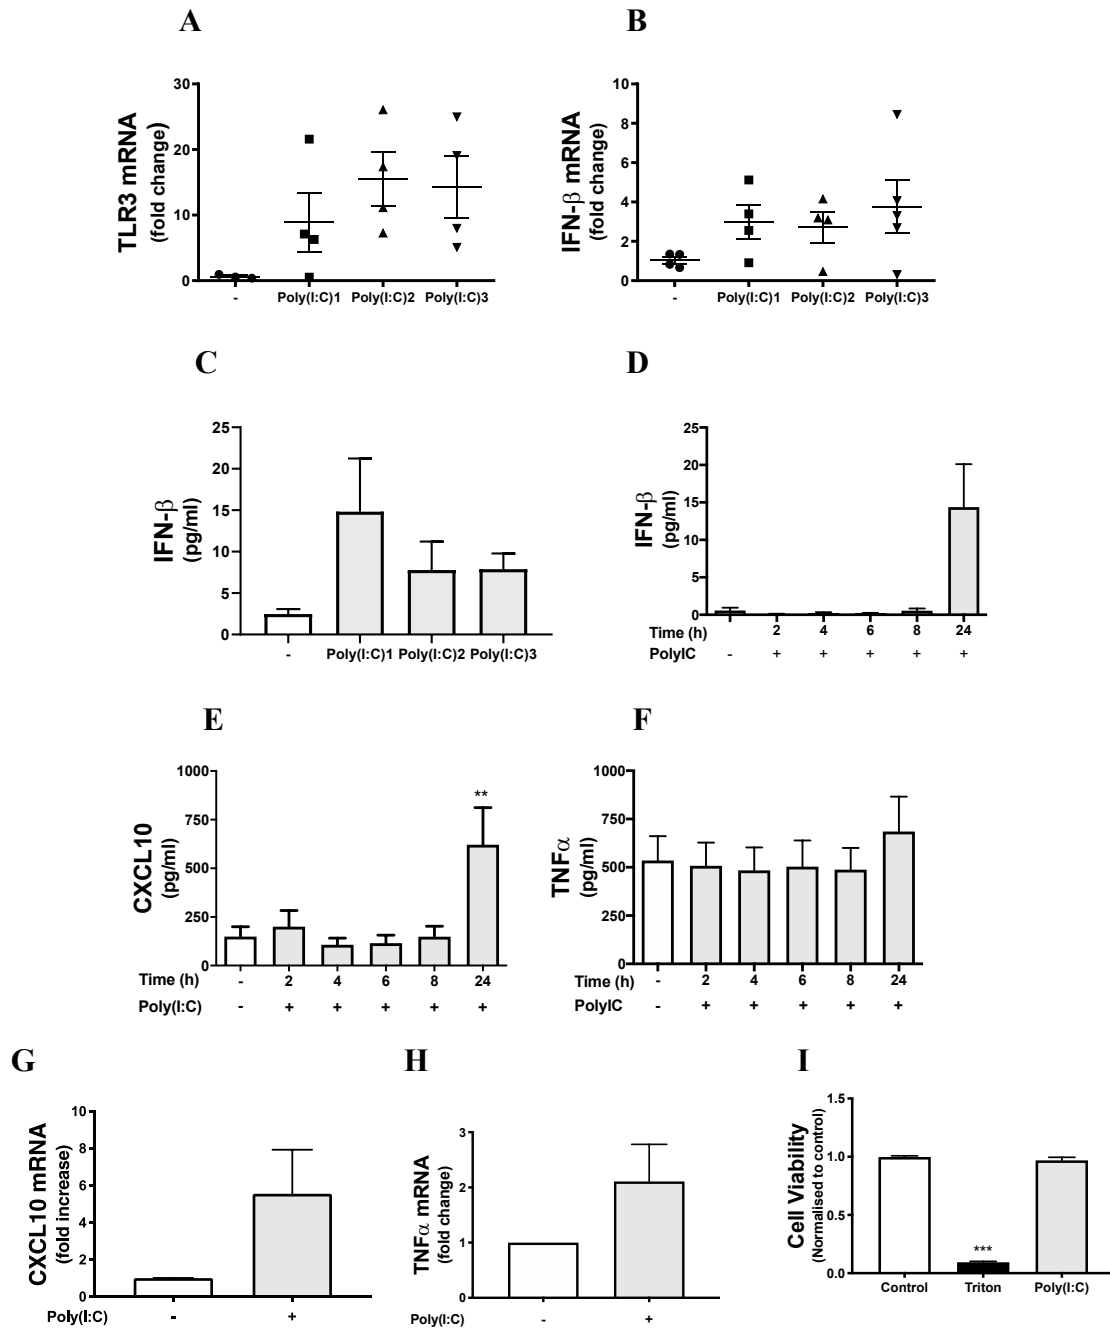 A
B
TLR3 mRNA
(fold change)
30
20
10
0
- Poly(I:C)1 Poly(I:C)2 Poly(I:C)3
IFN-β mRNA
(fold change)
10
8
6
4
2
0
- Poly(I:C)1 Poly(I:C)2 Poly(I:C)3
C
D
IFN-β
(pg/ml)
25
20
15
10
5
0
- Poly(I:C)1 Poly(I:C)2 Poly(I:C)3
IFN-β
(pg/ml)
25
20
15
10
5
0
Time (h) 2 4 6 8 24
PolyIC - + + + + +
E
F
CXCL10
(pg/ml)
1000
750
500
250
0
**
Time (h) - 2 4 6 8 24
Poly(I:C) - + + + + +
TNFα
(pg/ml)
1000
750
500
250
0
Time (h) - 2 4 6 8 24
PolyIC - + + + + +
G
H
I
CXCL10 mRNA
(fold increase)
10
8
6
4
2
0
Poly(I:C) - +
TNFα mRNA
(fold change)
3
2
1
0
Poly(I:C) - +
Cell Viability
(Normalised to control)
1.5
1.0
0.5
0.0
***
Control Triton Poly(I:C)